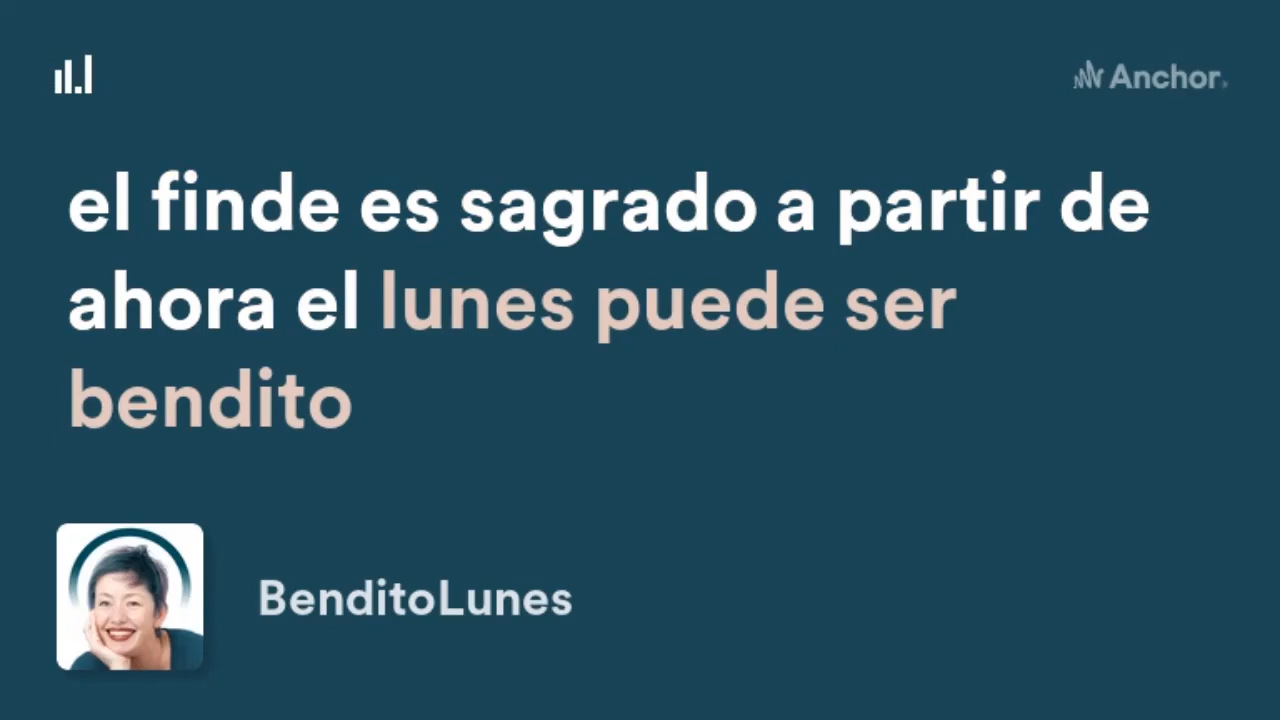 Anchor
el finde es sagrado a partir de
ahora el lunes puede ser
bendito
BenditoLunes